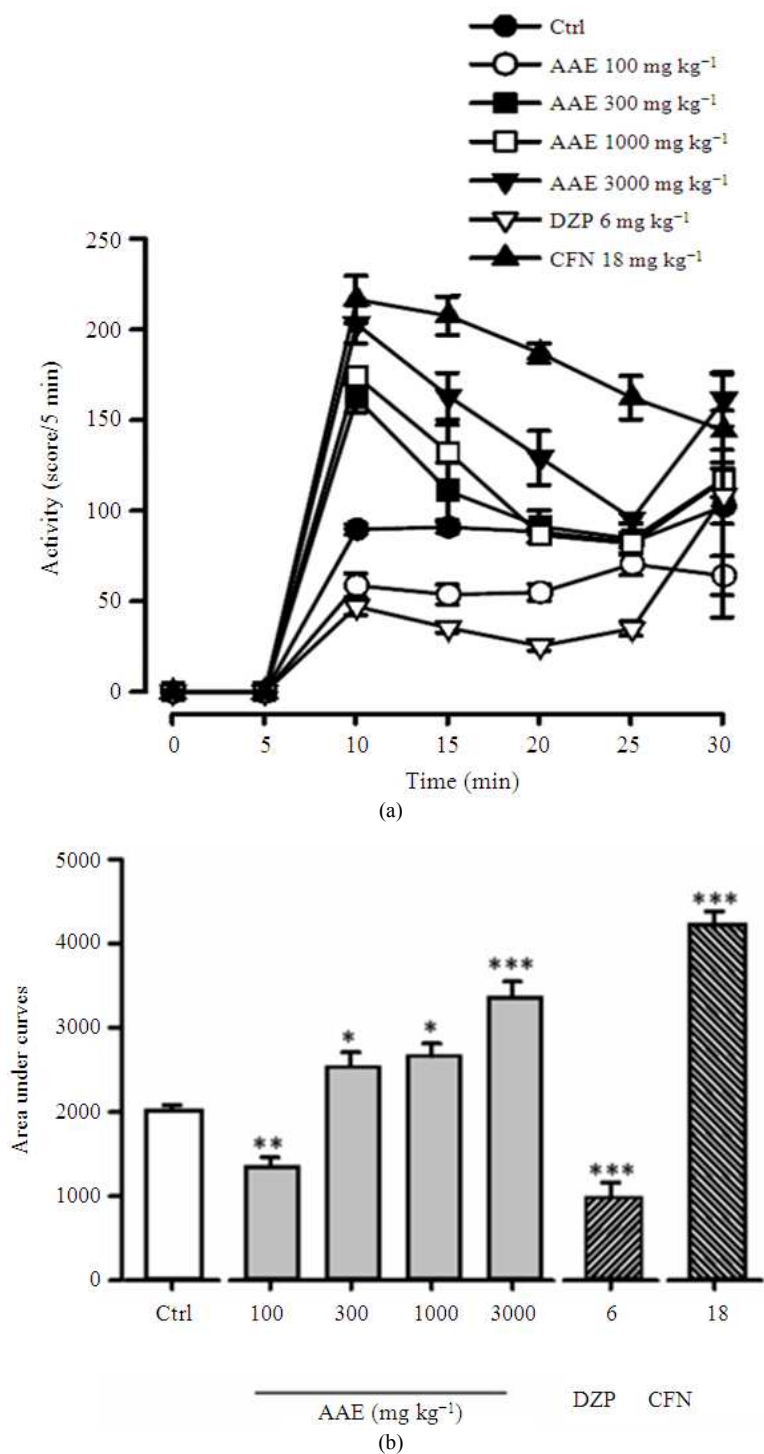 Ctrl
AAE 100 mg kg⁻¹
AAE 300 mg kg⁻¹
AAE 1000 mg kg⁻¹
AAE 3000 mg kg⁻¹
DZP 6 mg kg⁻¹
CFN 18 mg kg⁻¹
250
200
150
100
50
0
Activity (score/5 min)
0 5 10 15 20 25 30
Time (min)
(a)
5000
4000
3000
2000
1000
0
Area under curves
** * * *** *** ***
Ctrl 100 300 1000 3000 6 18
AAE (mg kg⁻¹) DZP CFN
(b)